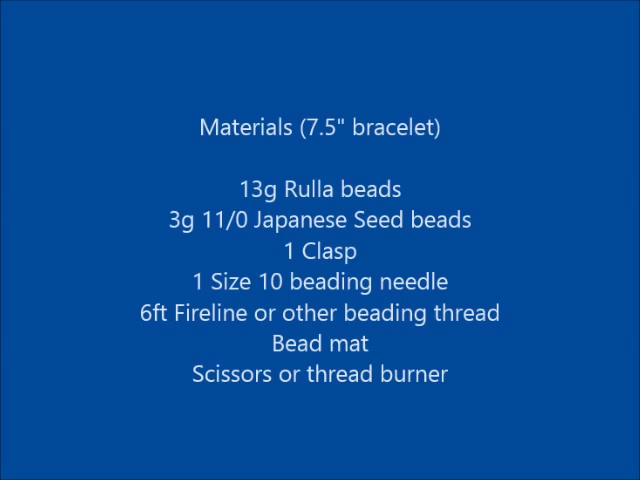 Materials (7.5" bracelet)
13g Rulla beads
3g 11/0 Japanese Seed beads
1 Clasp
1 Size 10 beading needle
6ft Fireline or other beading thread
Bead mat
Scissors or thread burner